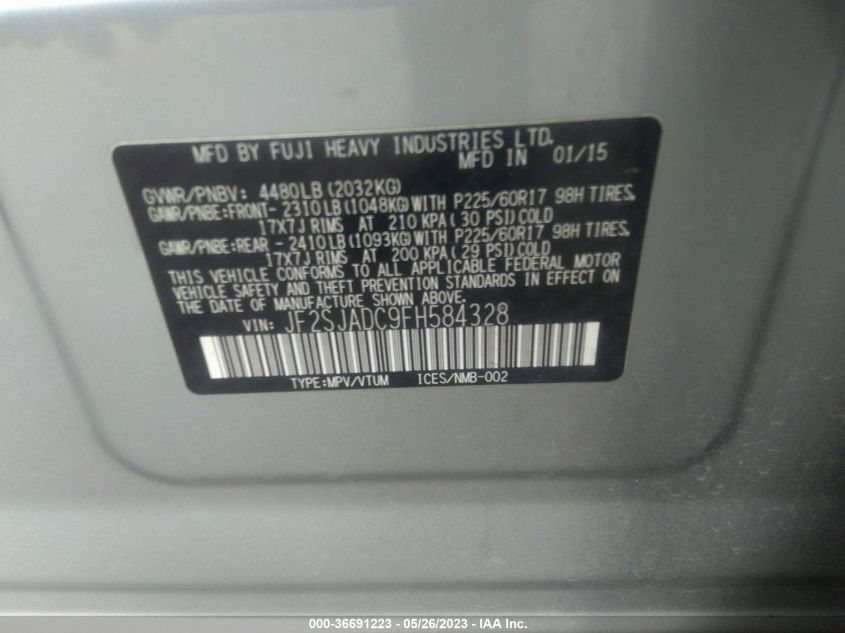 MFD BY FUJI HEAVY INDUSTRIES LTD.
MFD IN 01/15
GVWR/PNBV: 4480LB (2032KG)
GAWR/PNBE:FRONT- 2310LB (1048KG) WITH P225/60R17 98H TIRES,
17X7J RIMS AT 210 KPA (30 PSI) COLD
GAWR/PNBE:REAR - 2410LB (1093KG) WITH P225/60R17 98H TIRES,
17X7J RIMS AT 200 KPA (29 PSI) COLD
THIS VEHICLE CONFORMS TO ALL APPLICABLE FEDERAL MOTOR
VEHICLE SAFETY AND THEFT PREVENTION STANDARDS IN EFFECT ON
THE DATE OF MANUFACTURE SHOWN ABOVE.
VIN: JF2SJADC9FH584328
TYPE:MPV/VTUM ICES/NMB-002
000-36691223 - 05/26/2023 - IAA Inc.